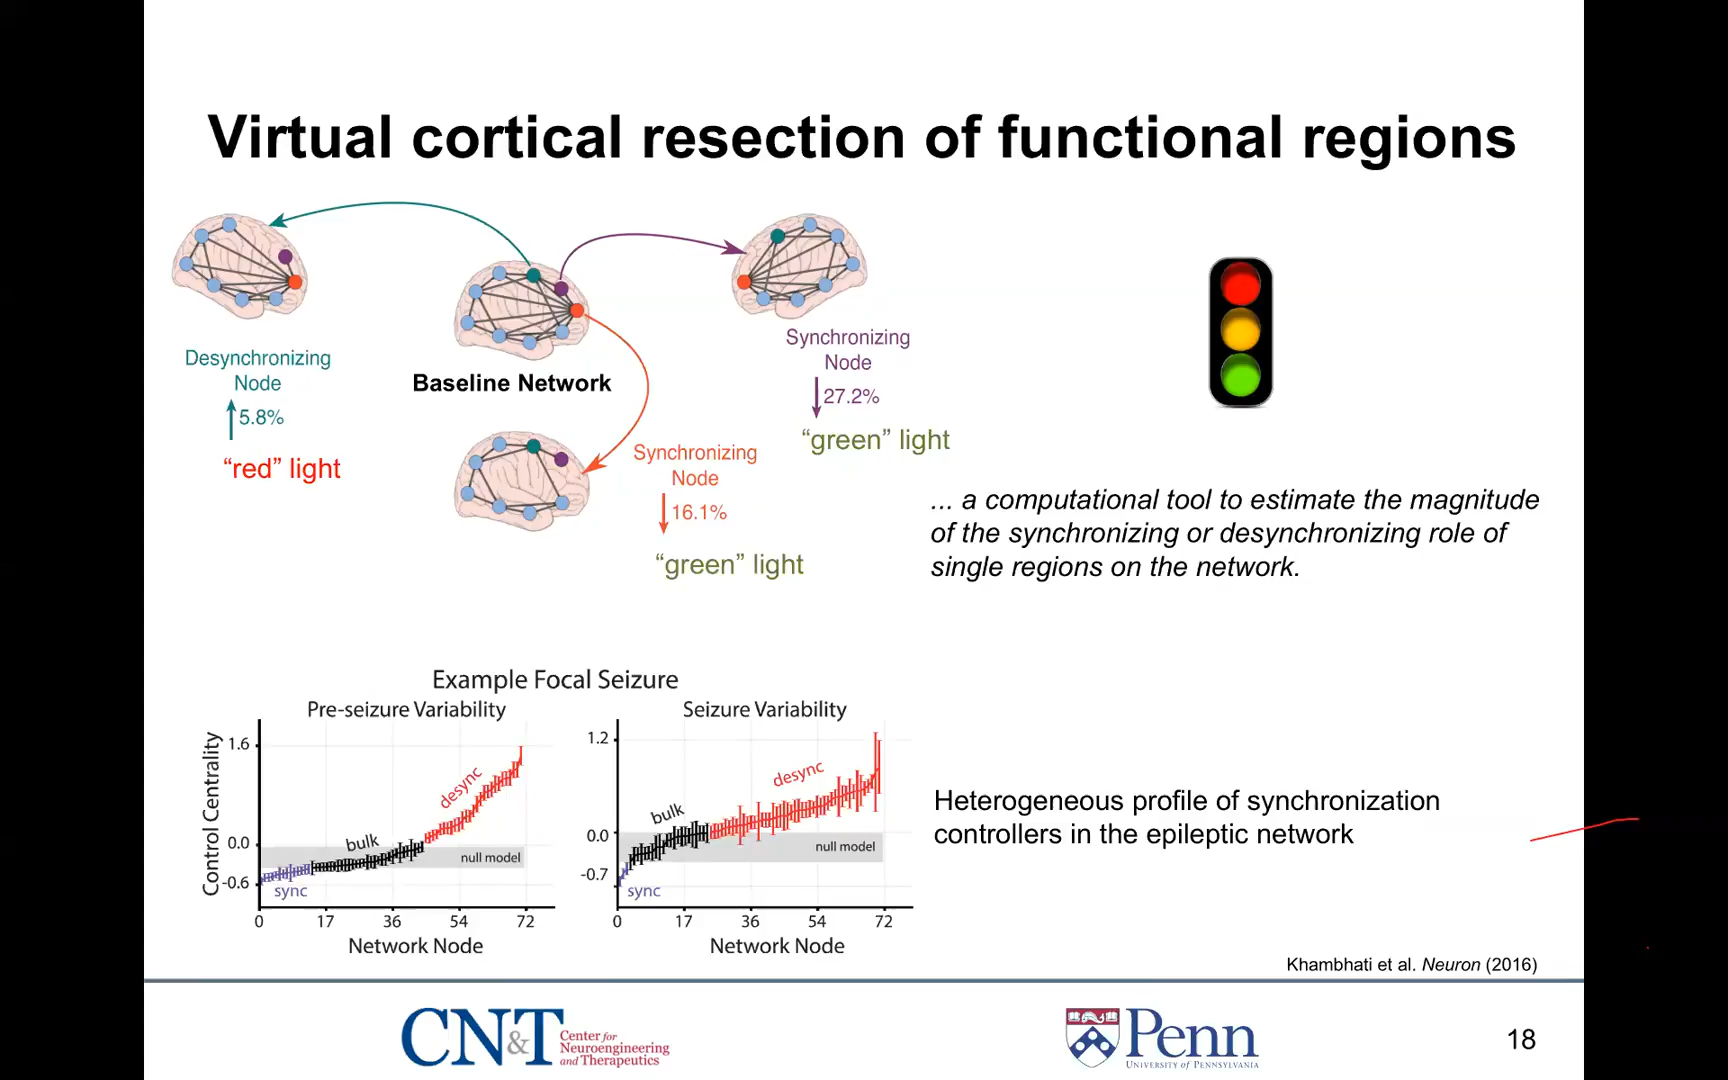 Virtual cortical resection of functional regions
Desynchronizing
Node
5.8%
“red” light
Baseline Network
Synchronizing
Node
16.1%
“green” light
Synchronizing
Node
27.2%
“green” light
... a computational tool to estimate the magnitude
of the synchronizing or desynchronizing role of
single regions on the network.
Example Focal Seizure
Pre-seizure Variability
Control Centrality
1.6
0.0
-0.6
sync
bulk
desync
null model
0 17 36 54 72
Network Node
Seizure Variability
1.2
0.0
-0.7
sync
bulk
desync
null model
0 17 36 54 72
Network Node
Heterogeneous profile of synchronization
controllers in the epileptic network
Khambhati et al. Neuron (2016)
CN&T
Center for
Neuroengineering
and Therapeutics
Penn
UNIVERSITY OF PENNSYLVANIA
18